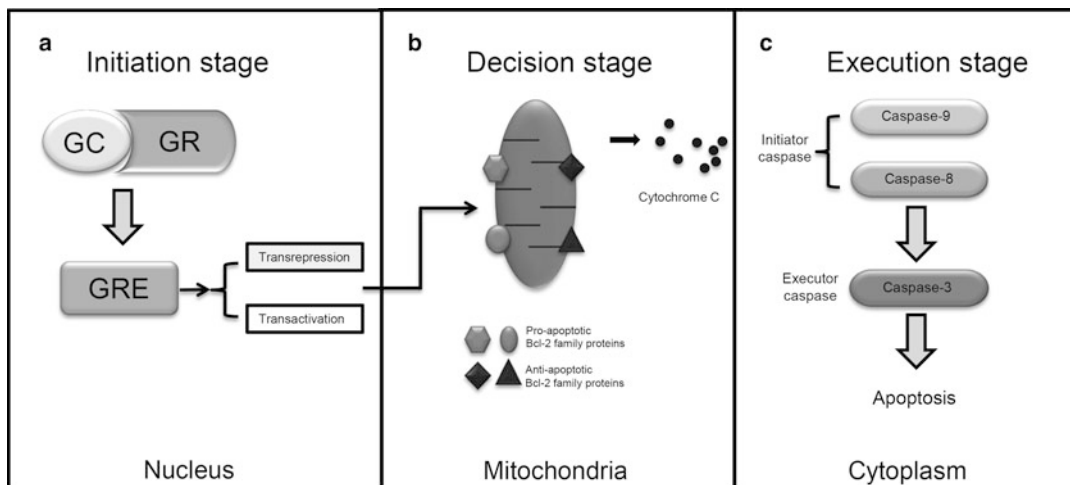 a
Initiation stage
GC
GR
GRE
Transrepression
Transactivation
Nucleus
b
Decision stage
Cytochrome C
Pro-apoptotic
Bcl-2 family proteins
Anti-apoptotic
Bcl-2 family proteins
Mitochondria
c
Execution stage
Initiator
caspase
Caspase-9
Caspase-8
Executor
caspase
Caspase-3
Apoptosis
Cytoplasm